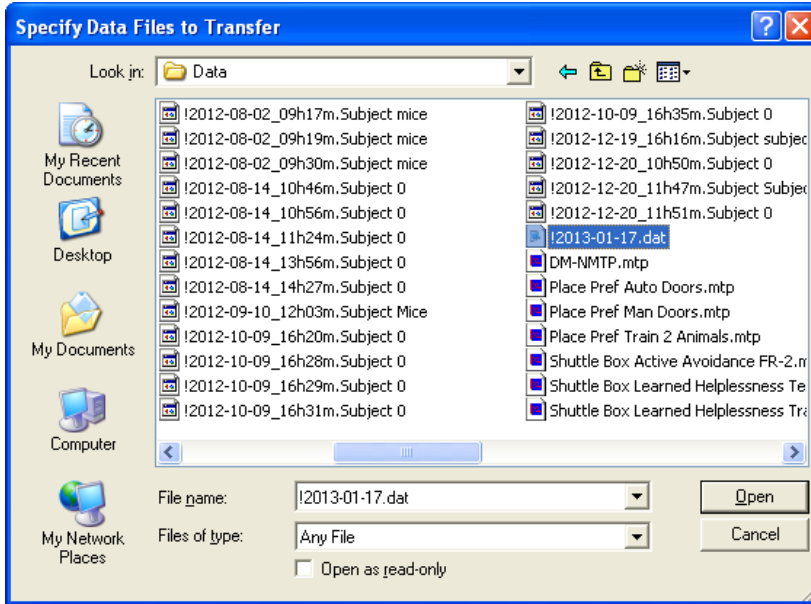 Specify Data Files to Transfer
Look in:
Data
My Recent
Documents
Desktop
My Documents
Computer
My Network
Places
!2012-08-02_09h17m.Subject mice
!2012-08-02_09h19m.Subject mice
!2012-08-02_09h30m.Subject mice
!2012-08-14_10h46m.Subject 0
!2012-08-14_10h56m.Subject 0
!2012-08-14_11h24m.Subject 0
!2012-08-14_13h56m.Subject 0
!2012-08-14_14h27m.Subject 0
!2012-09-10_12h03m.Subject Mice
!2012-10-09_16h20m.Subject 0
!2012-10-09_16h28m.Subject 0
!2012-10-09_16h29m.Subject 0
!2012-10-09_16h31m.Subject 0
!2012-10-09_16h35m.Subject 0
!2012-12-19_16h16m.Subject subjec
!2012-12-20_10h50m.Subject 0
!2012-12-20_11h47m.Subject Subjec
!2012-12-20_11h51m.Subject 0
!2013-01-17.dat
DM-NMTP.mtp
Place Pref Auto Doors.mtp
Place Pref Man Doors.mtp
Place Pref Train 2 Animals.mtp
Shuttle Box Active Avoidance FR-2.m
Shuttle Box Learned Helplessness Te
Shuttle Box Learned Helplessness Tra
File name:
!2013-01-17.dat
Open
Files of type:
Any File
Cancel
Open as read-only